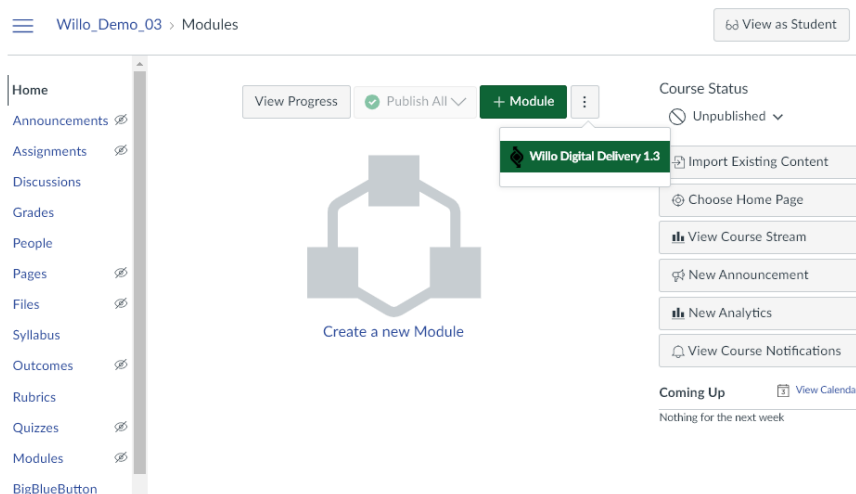 Willo_Demo_03 > Modules
View as Student
Home
Announcements
Assignments
Discussions
Grades
People
Pages
Files
Syllabus
Outcomes
Rubrics
Quizzes
Modules
BigBlueButton
View Progress
Publish All
+ Module
Willo Digital Delivery 1.3
Create a new Module
Course Status
Unpublished
Import Existing Content
Choose Home Page
View Course Stream
New Announcement
New Analytics
View Course Notifications
Coming Up
3 View Calenda
Nothing for the next week